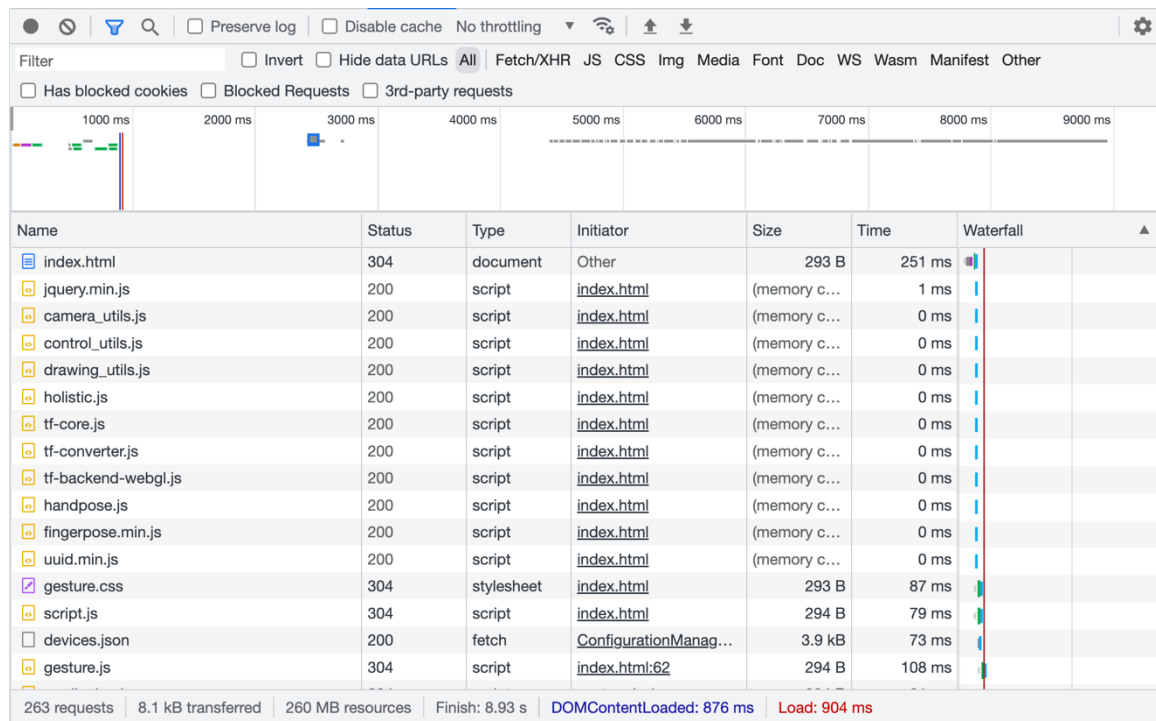 Preserve log Disable cache No throttling
Filter Invert Hide data URLs All Fetch/XHR JS CSS Img Media Font Doc WS Wasm Manifest Other
Has blocked cookies Blocked Requests 3rd-party requests
1000 ms 2000 ms 3000 ms 4000 ms 5000 ms 6000 ms 7000 ms 8000 ms 9000 ms
Name Status Type Initiator Size Time Waterfall
index.html 304 document Other 293 B 251 ms
jquery.min.js 200 script index.html (memory c... 1 ms
camera_utils.js 200 script index.html (memory c... 0 ms
control_utils.js 200 script index.html (memory c... 0 ms
drawing_utils.js 200 script index.html (memory c... 0 ms
holistic.js 200 script index.html (memory c... 0 ms
tf-core.js 200 script index.html (memory c... 0 ms
tf-converter.js 200 script index.html (memory c... 0 ms
tf-backend-webgl.js 200 script index.html (memory c... 0 ms
handpose.js 200 script index.html (memory c... 0 ms
fingerpose.min.js 200 script index.html (memory c... 0 ms
uuid.min.js 200 script index.html (memory c... 0 ms
gesture.css 304 stylesheet index.html 293 B 87 ms
script.js 304 script index.html 294 B 79 ms
devices.json 200 fetch ConfigurationManag... 3.9 kB 73 ms
gesture.js 304 script index.html:62 294 B 108 ms
263 requests 8.1 kB transferred 260 MB resources Finish: 8.93 s DOMContentLoaded: 876 ms Load: 904 ms